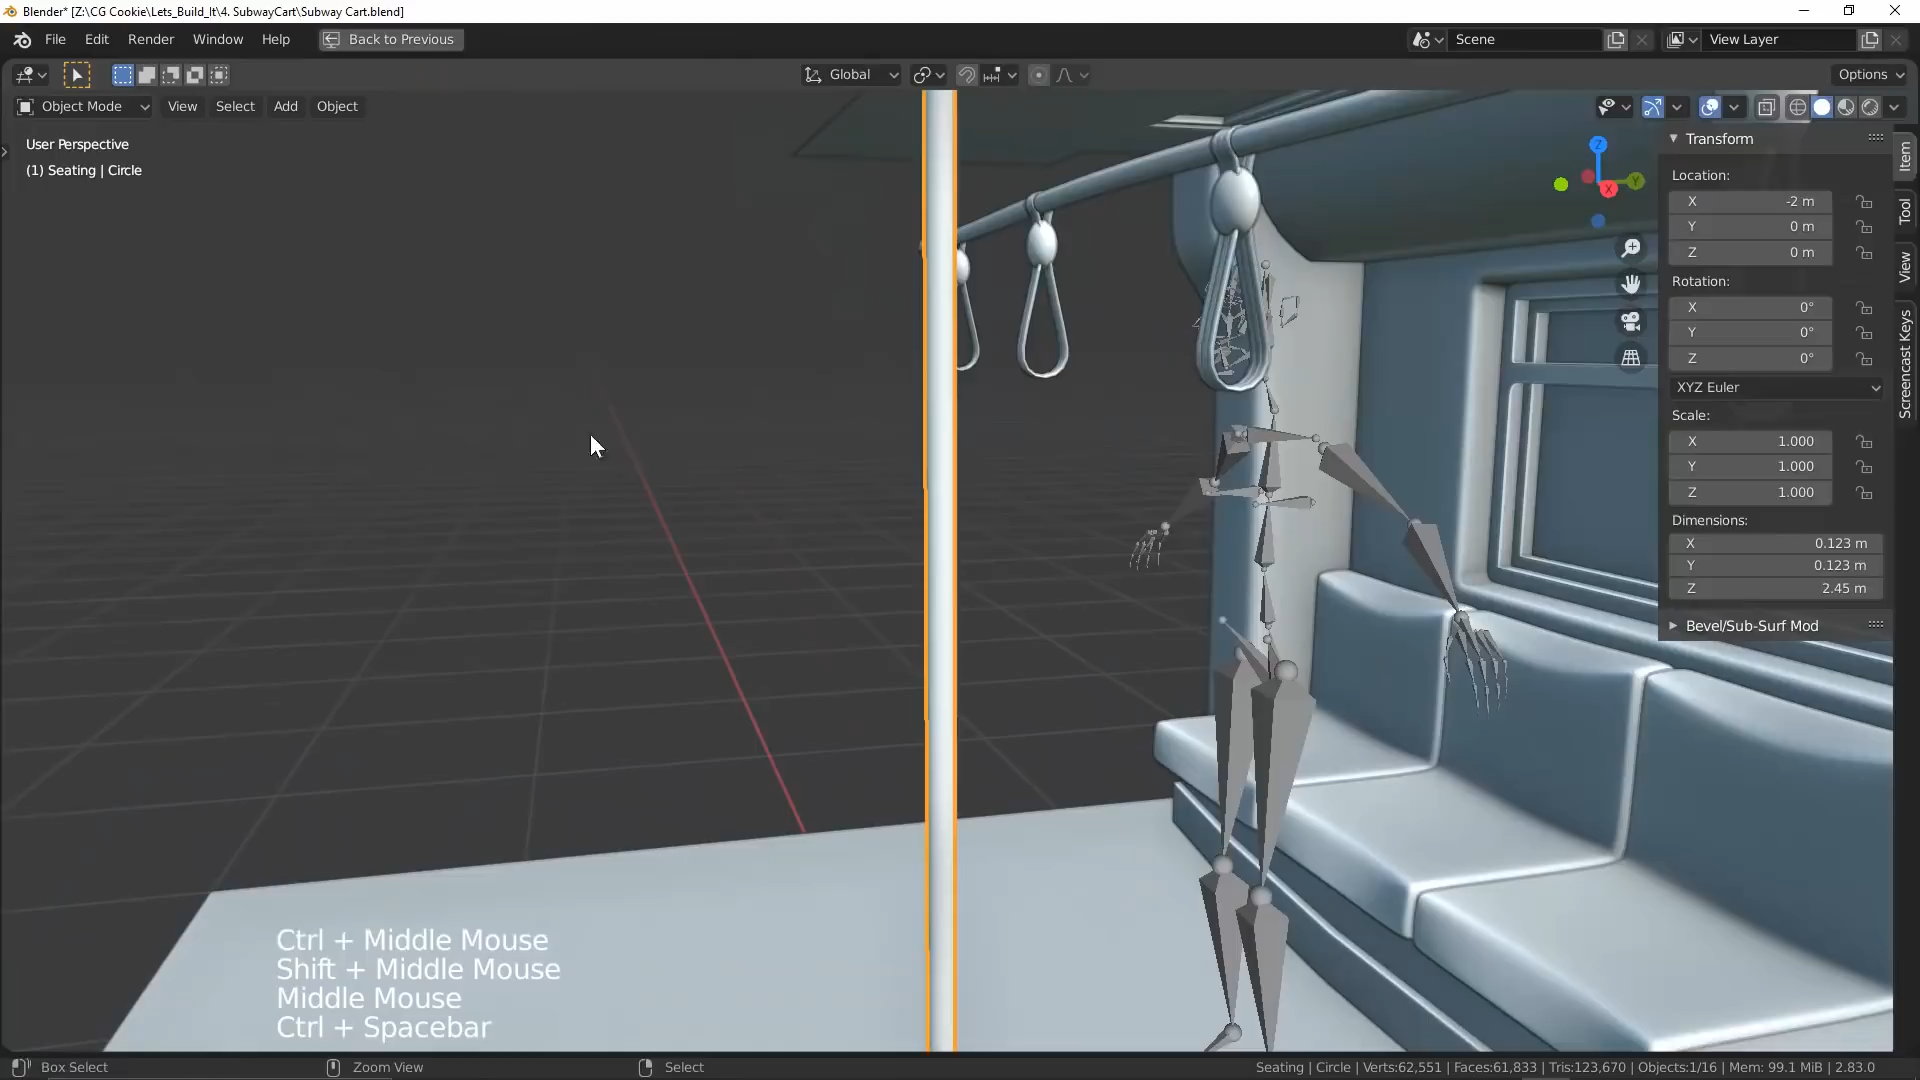 Blender* [Z:\CG Cookie\Lets_Build_It\4. SubwayCart\Subway Cart.blend]
File Edit Render Window Help Back to Previous Scene View Layer
Global Options
Object Mode View Select Add Object
User Perspective
(1) Seating | Circle
Transform
Location:
X -2 m
Y 0 m
Z 0 m
Rotation:
X 0°
Y 0°
Z 0°
XYZ Euler
Scale:
X 1.000
Y 1.000
Z 1.000
Dimensions:
X 0.123 m
Y 0.123 m
Z 2.45 m
Bevel/Sub-Surf Mod
Item
Tool
View
Screencast Keys
Z
Y
X
Ctrl + Middle Mouse
Shift + Middle Mouse
Middle Mouse
Ctrl + Spacebar
Box Select Zoom View Select Seating | Circle | Verts:62,551 | Faces:61,833 | Tris:123,670 | Objects:1/16 | Mem: 99.1 MiB | 2.83.0